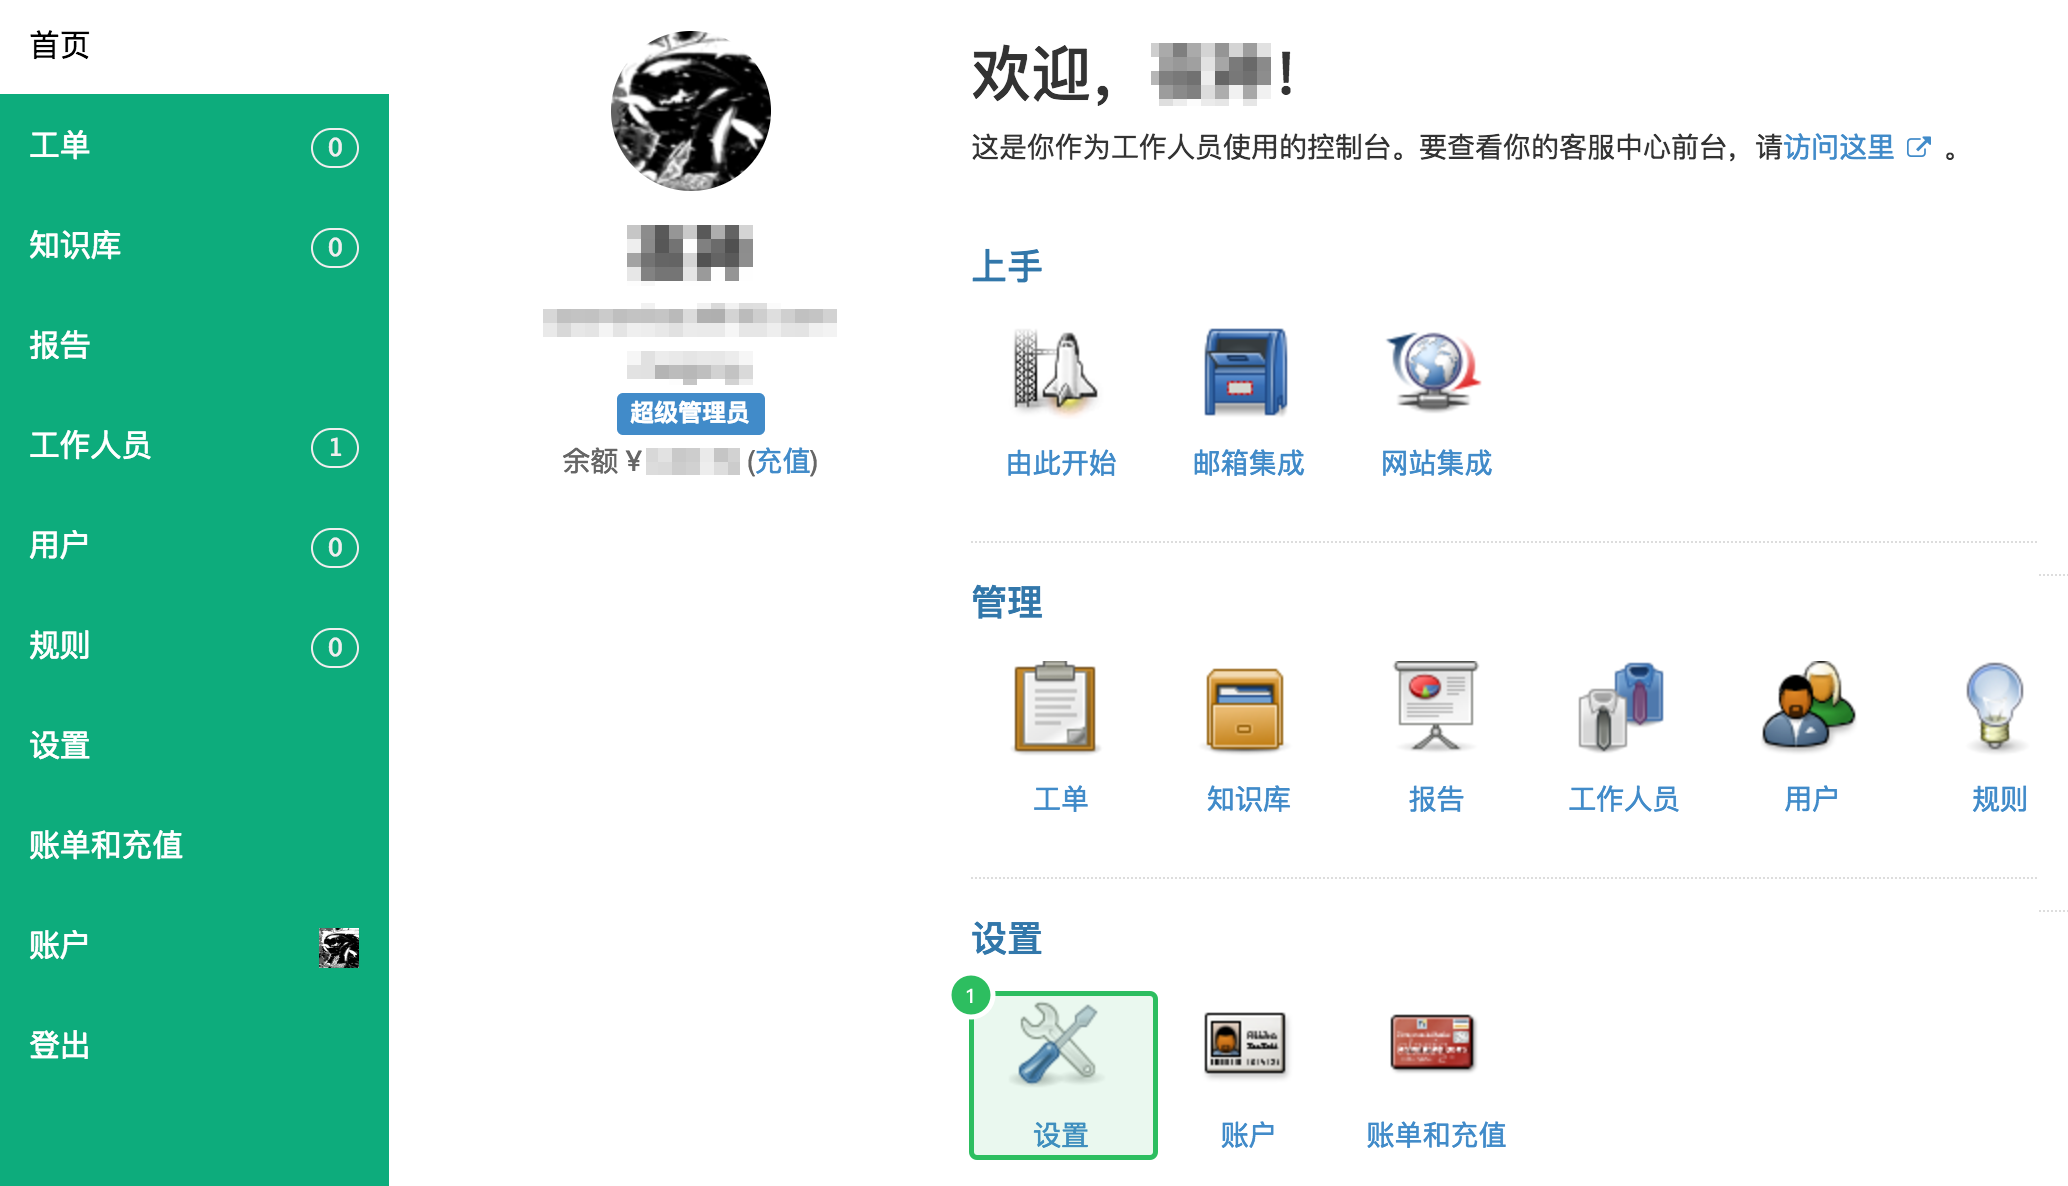 首页
工单 0
知识库 0
报告
工作人员 1
用户 0
规则 0
设置
账单和充值
账户
登出
超级管理员
余额 ¥ (充值)
欢迎， !
这是你作为工作人员使用的控制台。要查看你的客服中心前台，请访问这里 。
上手
由此开始 邮箱集成 网站集成
管理
工单 知识库 报告 工作人员 用户 规则
设置
1
设置 账户 账单和充值